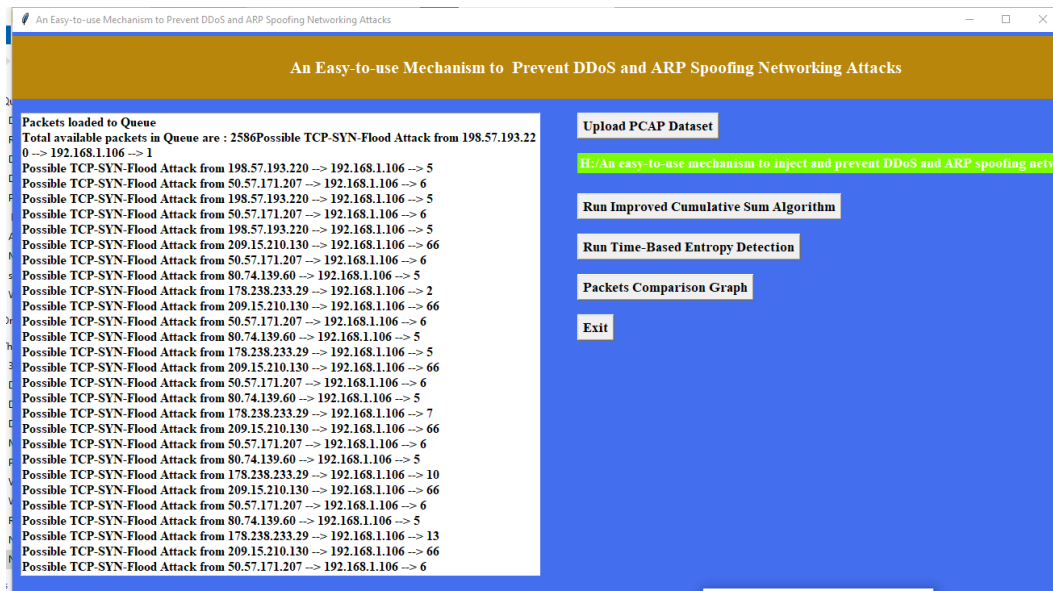 An Easy-to-use Mechanism to Prevent DDoS and ARP Spoofing Networking Attacks
An Easy-to-use Mechanism to Prevent DDoS and ARP Spoofing Networking Attacks
Packets loaded to Queue
Total available packets in Queue are : 2586Possible TCP-SYN-Flood Attack from 198.57.193.22
0 --> 192.168.1.106 --> 1
Possible TCP-SYN-Flood Attack from 198.57.193.220 --> 192.168.1.106 --> 5
Possible TCP-SYN-Flood Attack from 50.57.171.207 --> 192.168.1.106 --> 6
Possible TCP-SYN-Flood Attack from 198.57.193.220 --> 192.168.1.106 --> 5
Possible TCP-SYN-Flood Attack from 50.57.171.207 --> 192.168.1.106 --> 6
Possible TCP-SYN-Flood Attack from 198.57.193.220 --> 192.168.1.106 --> 5
Possible TCP-SYN-Flood Attack from 209.15.210.130 --> 192.168.1.106 --> 66
Possible TCP-SYN-Flood Attack from 50.57.171.207 --> 192.168.1.106 --> 6
Possible TCP-SYN-Flood Attack from 80.74.139.60 --> 192.168.1.106 --> 5
Possible TCP-SYN-Flood Attack from 178.238.233.29 --> 192.168.1.106 --> 2
Possible TCP-SYN-Flood Attack from 209.15.210.130 --> 192.168.1.106 --> 66
Possible TCP-SYN-Flood Attack from 50.57.171.207 --> 192.168.1.106 --> 6
Possible TCP-SYN-Flood Attack from 80.74.139.60 --> 192.168.1.106 --> 5
Possible TCP-SYN-Flood Attack from 178.238.233.29 --> 192.168.1.106 --> 5
Possible TCP-SYN-Flood Attack from 209.15.210.130 --> 192.168.1.106 --> 66
Possible TCP-SYN-Flood Attack from 50.57.171.207 --> 192.168.1.106 --> 6
Possible TCP-SYN-Flood Attack from 80.74.139.60 --> 192.168.1.106 --> 5
Possible TCP-SYN-Flood Attack from 178.238.233.29 --> 192.168.1.106 --> 7
Possible TCP-SYN-Flood Attack from 209.15.210.130 --> 192.168.1.106 --> 66
Possible TCP-SYN-Flood Attack from 50.57.171.207 --> 192.168.1.106 --> 6
Possible TCP-SYN-Flood Attack from 80.74.139.60 --> 192.168.1.106 --> 5
Possible TCP-SYN-Flood Attack from 178.238.233.29 --> 192.168.1.106 --> 10
Possible TCP-SYN-Flood Attack from 209.15.210.130 --> 192.168.1.106 --> 66
Possible TCP-SYN-Flood Attack from 50.57.171.207 --> 192.168.1.106 --> 6
Possible TCP-SYN-Flood Attack from 80.74.139.60 --> 192.168.1.106 --> 5
Possible TCP-SYN-Flood Attack from 178.238.233.29 --> 192.168.1.106 --> 13
Possible TCP-SYN-Flood Attack from 209.15.210.130 --> 192.168.1.106 --> 66
Possible TCP-SYN-Flood Attack from 50.57.171.207 --> 192.168.1.106 --> 6
Upload PCAP Dataset
H:/An easy-to-use mechanism to inject and prevent DDoS and ARP spoofing netw
Run Improved Cumulative Sum Algorithm
Run Time-Based Entropy Detection
Packets Comparison Graph
Exit